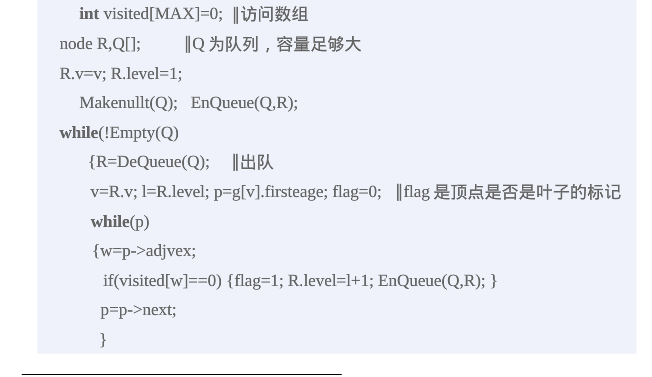 int visited[MAX]=0; ∥访问数组
node R,Q[]; ∥Q 为队列，容量足够大
R.v=v; R.level=1;
Makenullt(Q); EnQueue(Q,R);
while(!Empty(Q)
{R=DeQueue(Q); ∥出队
v=R.v; l=R.level; p=g[v].firsteage; flag=0; ∥flag 是顶点是否是叶子的标记
while(p)
{w=p->adjvex;
if(visited[w]==0) {flag=1; R.level=l+1; EnQueue(Q,R); }
p=p->next;
}